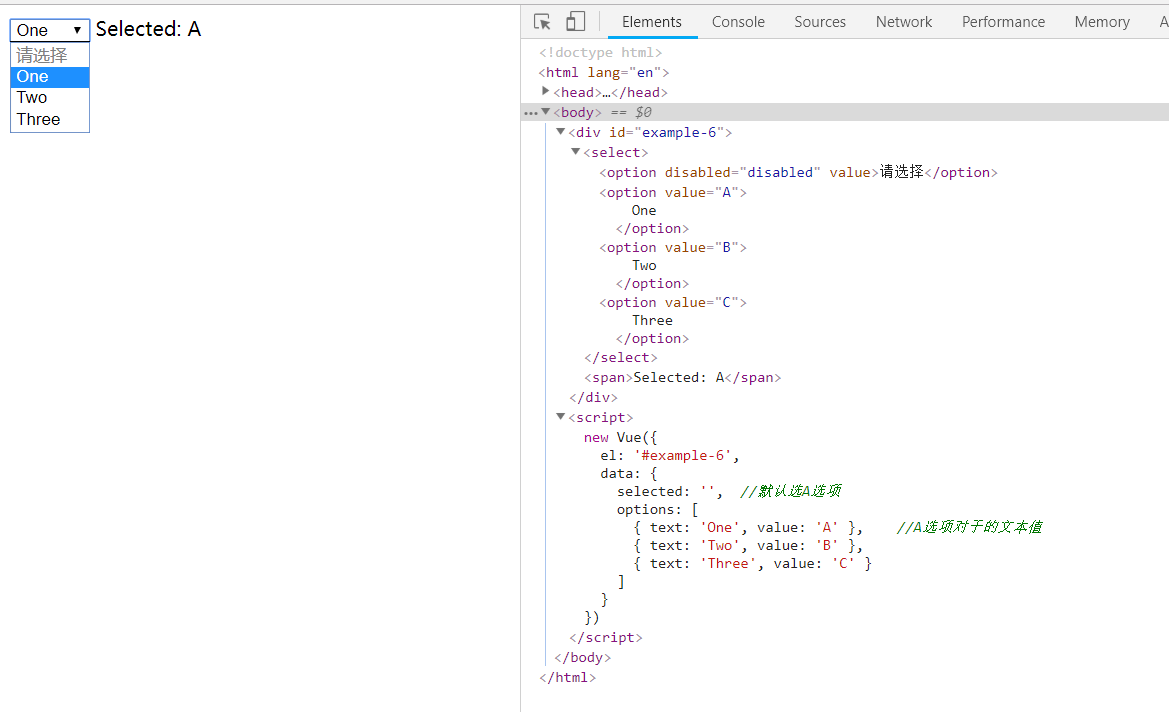 One Selected: A
请选择
One
Two
Three
Elements Console Sources Network Performance Memory A
<!doctype html>
<html lang="en">
<head>…</head>
<body> == $0
<div id="example-6">
<select>
<option disabled="disabled" value>请选择</option>
<option value="A">
One
</option>
<option value="B">
Two
</option>
<option value="C">
Three
</option>
</select>
<span>Selected: A</span>
</div>
<script>
new Vue({
el: '#example-6',
data: {
selected: '', //默认选A选项
options: [
{ text: 'One', value: 'A' }, //A选项对于的文本值
{ text: 'Two', value: 'B' },
{ text: 'Three', value: 'C' }
]
}
})
</script>
</body>
</html>